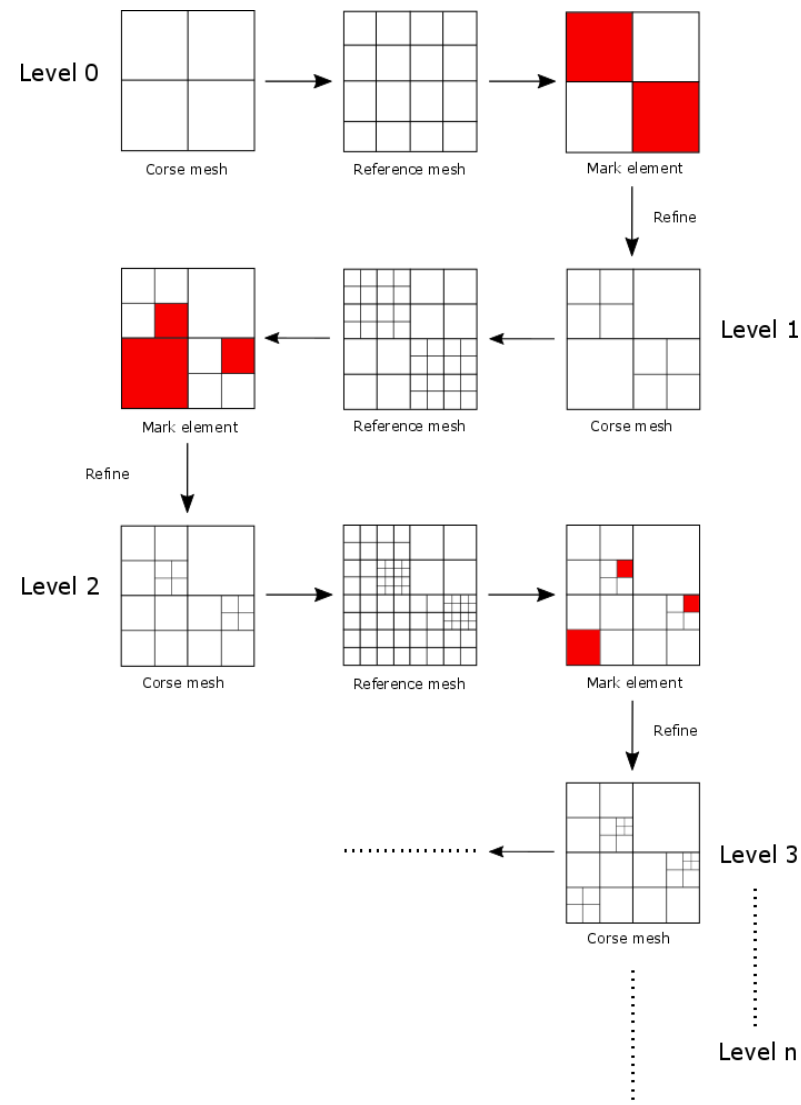 Level 0
Corse mesh
Reference mesh
Mark element
Refine
Level 1
Mark element
Reference mesh
Corse mesh
Refine
Level 2
Corse mesh
Reference mesh
Mark element
Refine
Level 3
Corse mesh
Level n